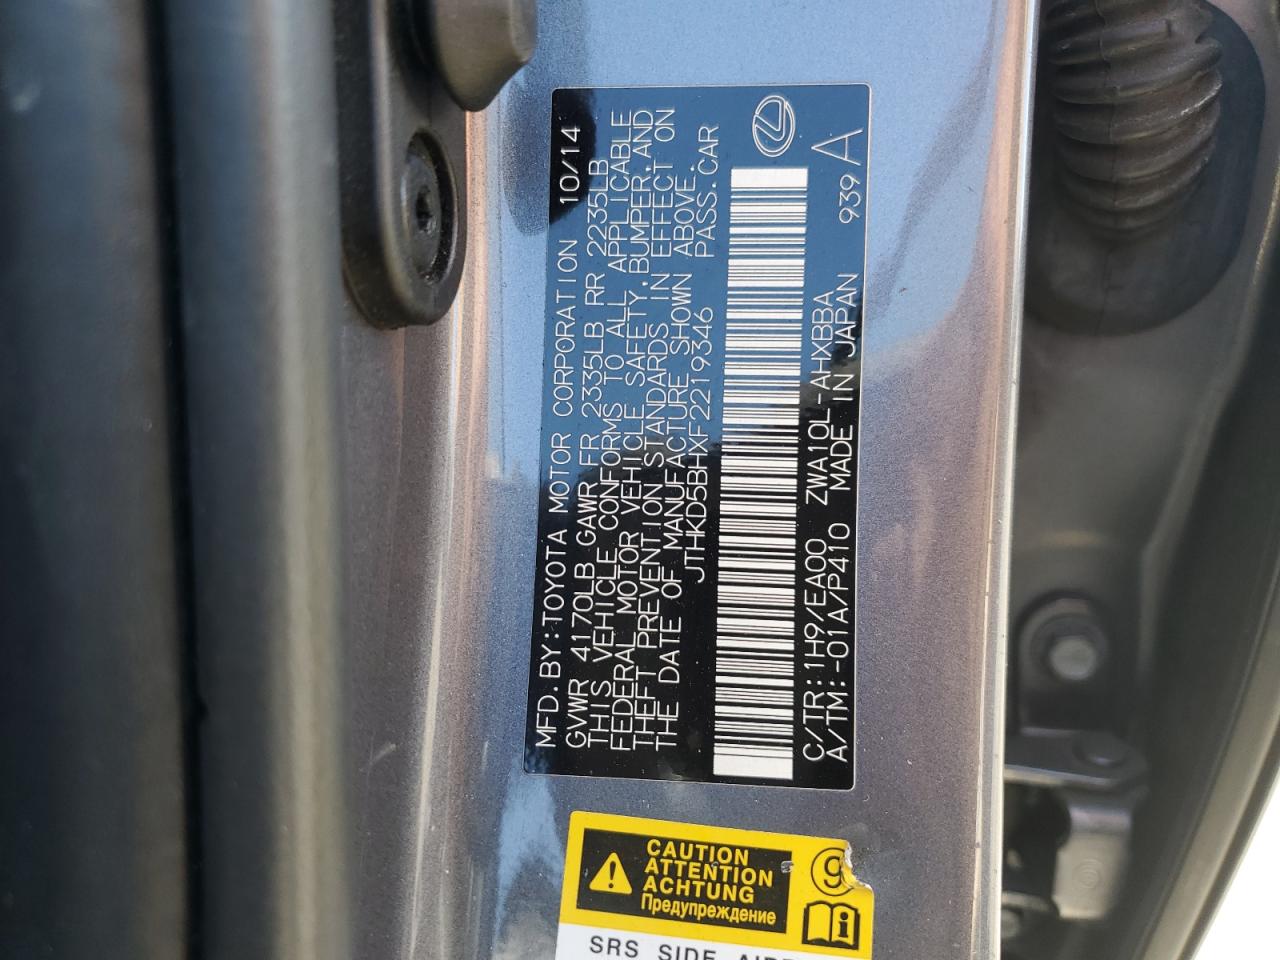 MFD. BY: TOYOTA MOTOR CORPORATION 10/14
GVWR 4170LB GAWR FR 2335LB RR 2235LB
THIS VEHICLE CONFORMS TO ALL APPLICABLE
FEDERAL MOTOR VEHICLE SAFETY, BUMPER, AND
THEFT PREVENTION STANDARDS IN EFFECT ON
THE DATE OF MANUFACTURE SHOWN ABOVE.
JTHKD5BHXF2219346 PASS. CAR
C/TR: 1H9/EA00 ZWA10L-AHXBBA 939 A
A/TM: -01A/P410 MADE IN JAPAN
CAUTION
ATTENTION
ACHTUNG
Предупреждение
9
i
SRS SIDE